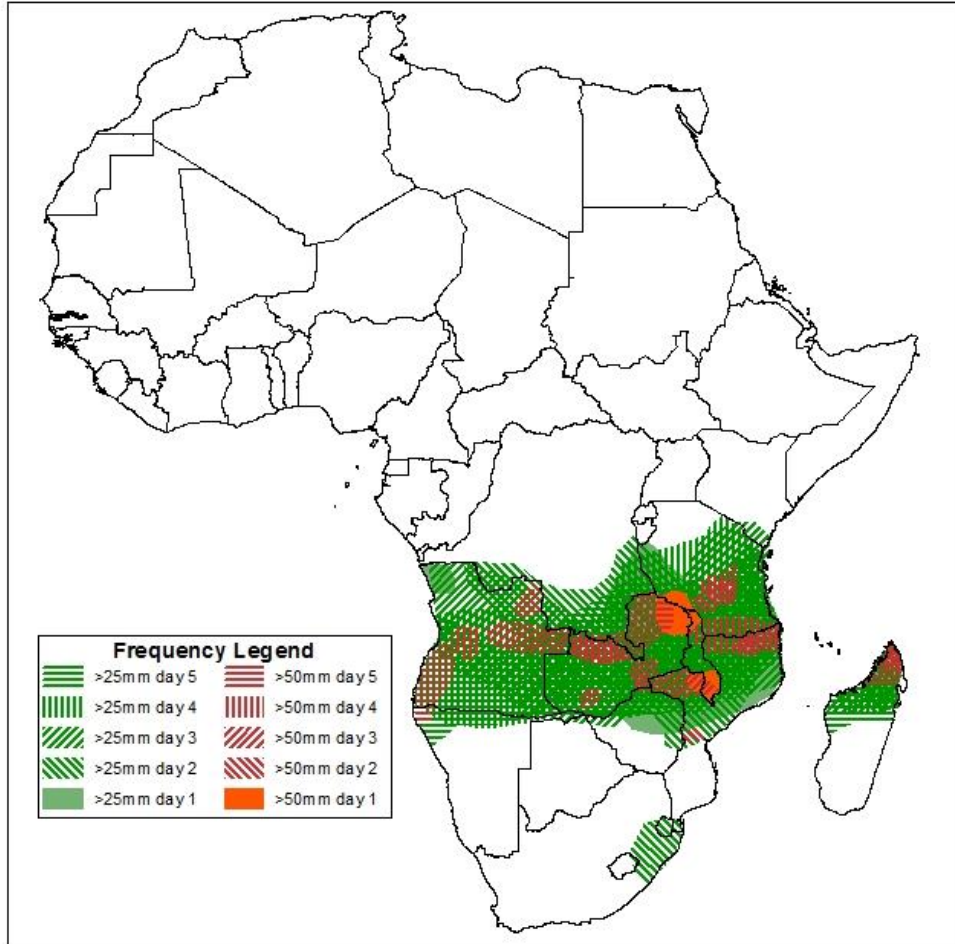 Frequency Legend
>25mm day 5 >50mm day 5
>25mm day 4 >50mm day 4
>25mm day 3 >50mm day 3
>25mm day 2 >50mm day 2
>25mm day 1 >50mm day 1